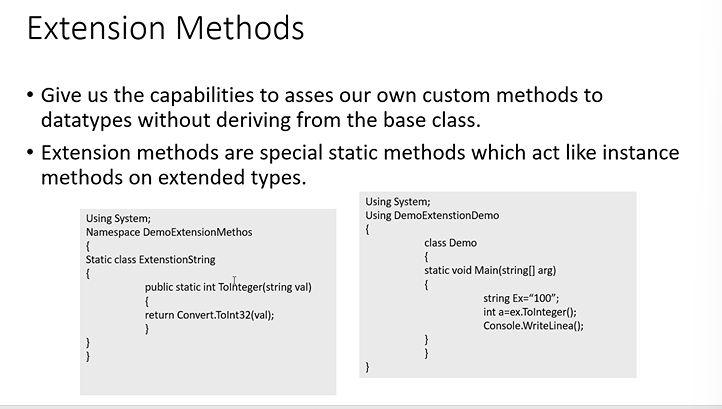 Extension Methods
• Give us the capabilities to asses our own custom methods to
datatypes without deriving from the base class.
• Extension methods are special static methods which act like instance
methods on extended types.
Using System;
Namespace DemoExtensionMethos
{
Static class ExtenstionString
{
public static int ToInteger(string val)
{
return Convert.ToInt32(val);
}
}
}
Using System;
Using DemoExtenstionDemo
{
class Demo
{
static void Main(string[] arg)
{
string Ex=“100”;
int a=ex.ToInteger();
Console.WriteLinea();
}
}
}